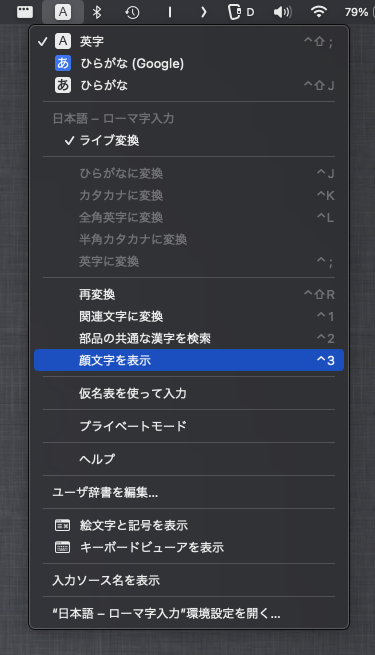 A D 79%
✓ A 英字 ^⇧;
あ ひらがな (Google)
あ ひらがな ^⇧J
日本語 – ローマ字入力
✓ ライブ変換
ひらがなに変換 ^J
カタカナに変換 ^K
全角英字に変換 ^L
半角カタカナに変換
英字に変換 ^;
再変換 ^⇧R
関連文字に変換 ^1
部品の共通な漢字を検索 ^2
顔文字を表示 ^3
仮名表を使って入力
プライベートモード
ヘルプ
ユーザ辞書を編集...
絵文字と記号を表示
キーボードビューアを表示
入力ソース名を表示
“日本語 – ローマ字入力”環境設定を開く...